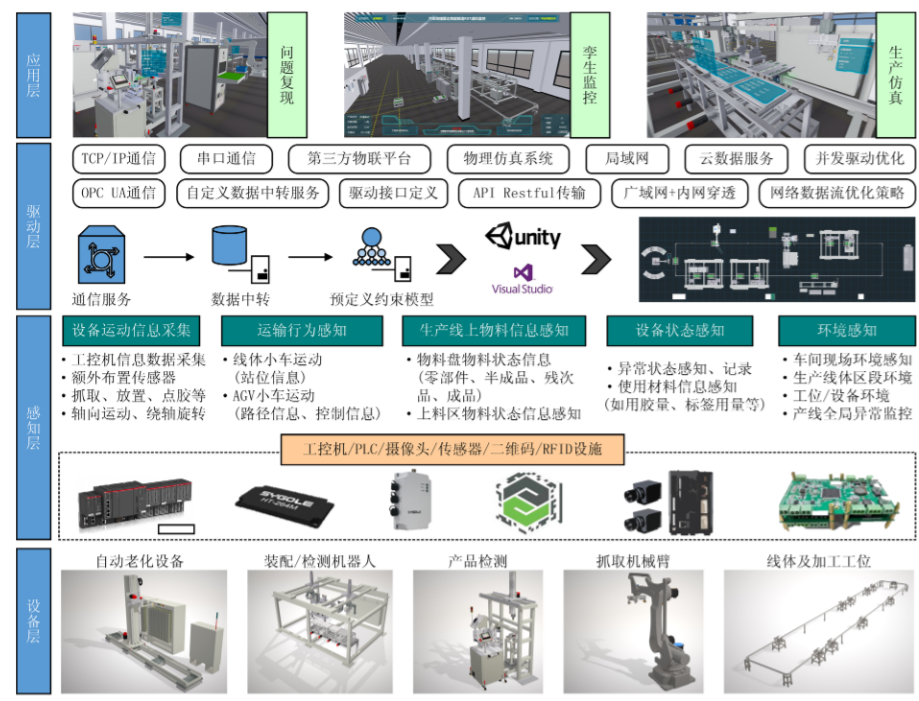 应用层
问题复现
孪生监控
生产仿真
驱动层
TCP/IP通信
串口通信
第三方物联平台
物理仿真系统
局域网
云数据服务
并发驱动优化
OPC UA通信
自定义数据中转服务
驱动接口定义
API Restful传输
广域网+内网穿透
网络数据流优化策略
通信服务
数据中转
预定义约束模型
unity
Visual Studio
感知层
设备运动信息采集
• 工控机信息数据采集
• 额外布置传感器
• 抓取、放置、点胶等
• 轴向运动、绕轴旋转
运输行为感知
• 线体小车运动
(站位信息)
• AGV小车运动
(路径信息、控制信息)
生产线上物料信息感知
• 物料盘物料状态信息
(零部件、半成品、残次
品、成品)
• 上料区物料状态信息感知
设备状态感知
• 异常状态感知、记录
• 使用材料信息感知
(如用胶量、标签用量等)
环境感知
• 车间现场环境感知
• 生产线体区段环境
• 工位/设备环境
• 产线全局异常监控
工控机/PLC/摄像头/传感器/二维码/RFID设施
SYGOLE
HT-204M
设备层
自动老化设备
装配/检测机器人
产品检测
抓取机械臂
线体及加工工位